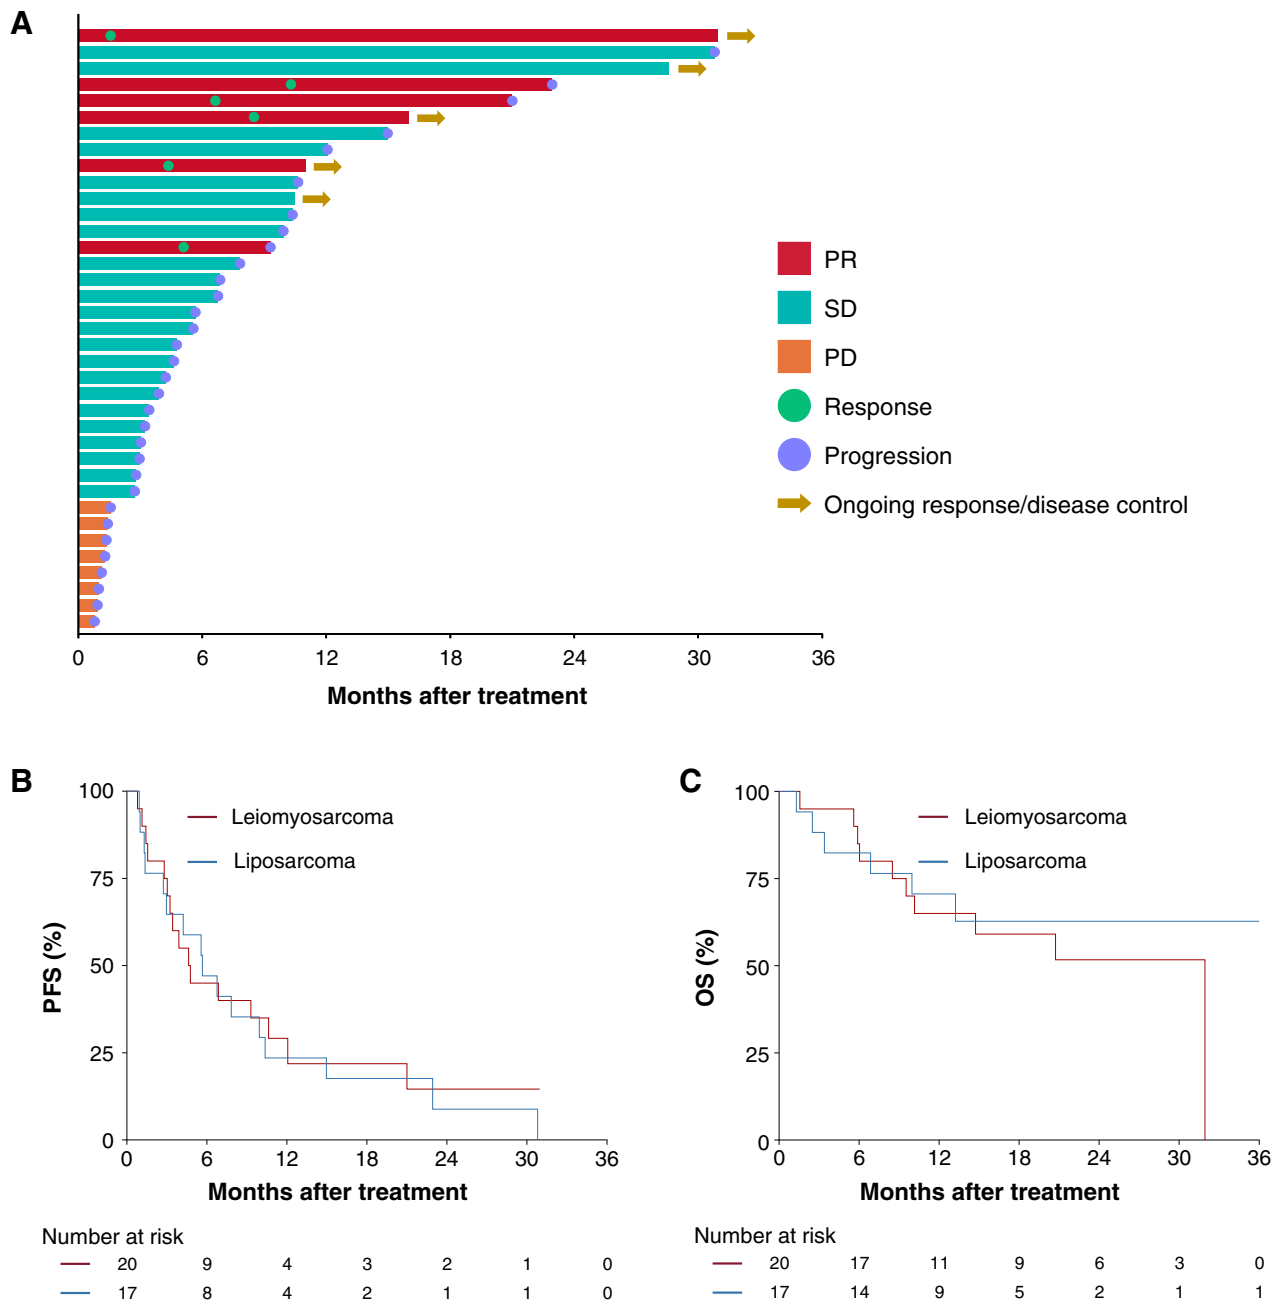 A
PR
SD
PD
Response
Progression
Ongoing response/disease control
0 6 12 18 24 30 36
Months after treatment
B
100
75
50
25
0
PFS (%)
Leiomyosarcoma
Liposarcoma
0 6 12 18 24 30 36
Months after treatment
Number at risk
20 9 4 3 2 1 0
17 8 4 2 1 1 0
C
100
75
50
25
0
OS (%)
Leiomyosarcoma
Liposarcoma
0 6 12 18 24 30 36
Months after treatment
Number at risk
20 17 11 9 6 3 0
17 14 9 5 2 1 1